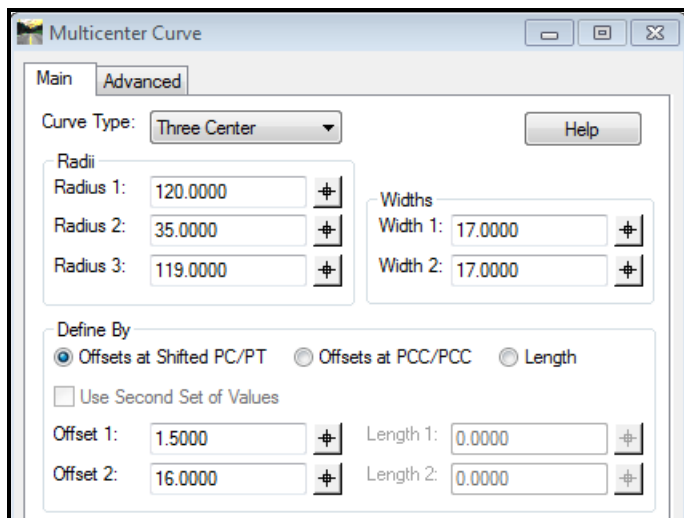 Multicenter Curve
Main Advanced
Curve Type: Three Center Help
Radii
Radius 1: 120.0000
Radius 2: 35.0000
Radius 3: 119.0000
Widths
Width 1: 17.0000
Width 2: 17.0000
Define By
Offsets at Shifted PC/PT Offsets at PCC/PCC Length
Use Second Set of Values
Offset 1: 1.5000 Length 1: 0.0000
Offset 2: 16.0000 Length 2: 0.0000